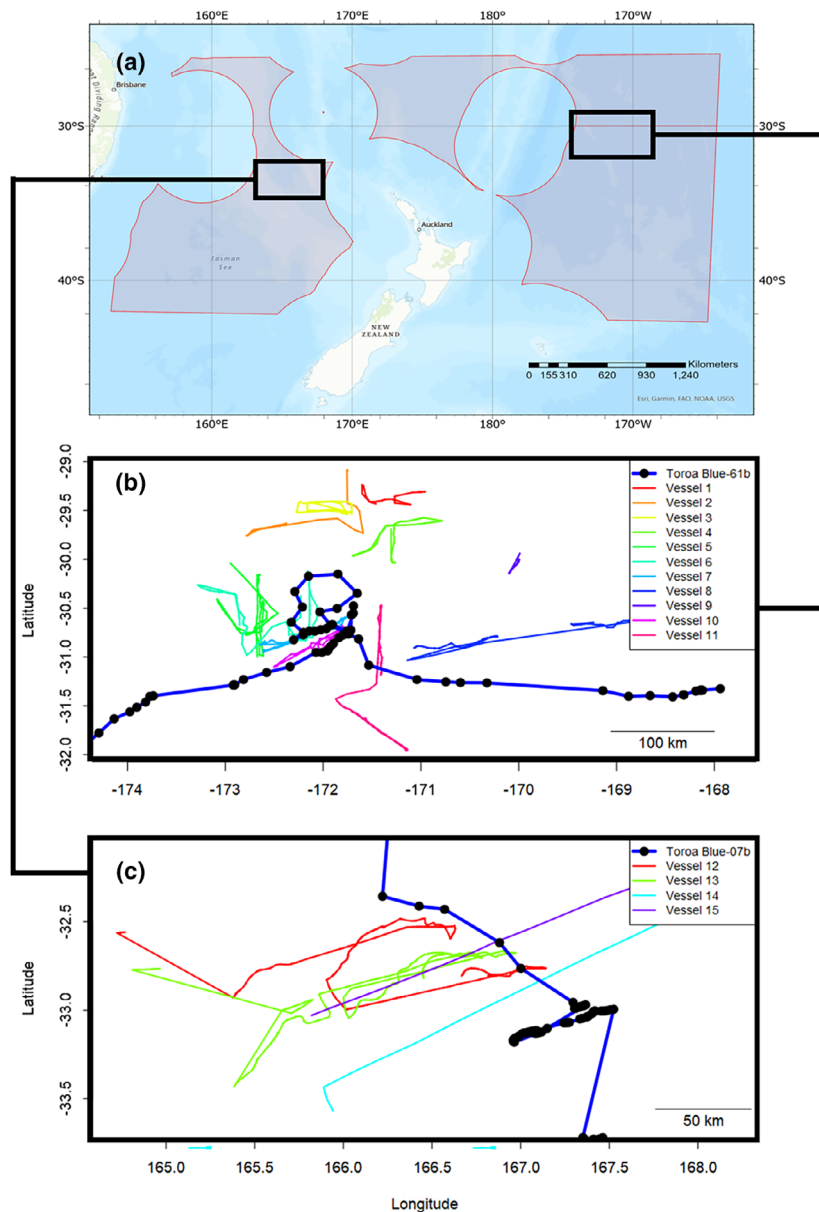 160°E 170°E 180° 170°W
(a)
Brisbane
30°S 30°S
Auckland
Tasman
Sea
40°S 40°S
NEW
ZEALAND
Kilometers
0 155 310 620 930 1,240
Esri, Garmin, FAO, NOAA, USGS
160°E 170°E 180° 170°W
(b)
Latitude
-29.0
-29.5
-30.0
-30.5
-31.0
-31.5
-32.0
Toroa Blue-61b
Vessel 1
Vessel 2
Vessel 3
Vessel 4
Vessel 5
Vessel 6
Vessel 7
Vessel 8
Vessel 9
Vessel 10
Vessel 11
100 km
-174 -173 -172 -171 -170 -169 -168
(c)
Latitude
-32.5
-33.0
-33.5
Toroa Blue-07b
Vessel 12
Vessel 13
Vessel 14
Vessel 15
50 km
165.0 165.5 166.0 166.5 167.0 167.5 168.0
Longitude